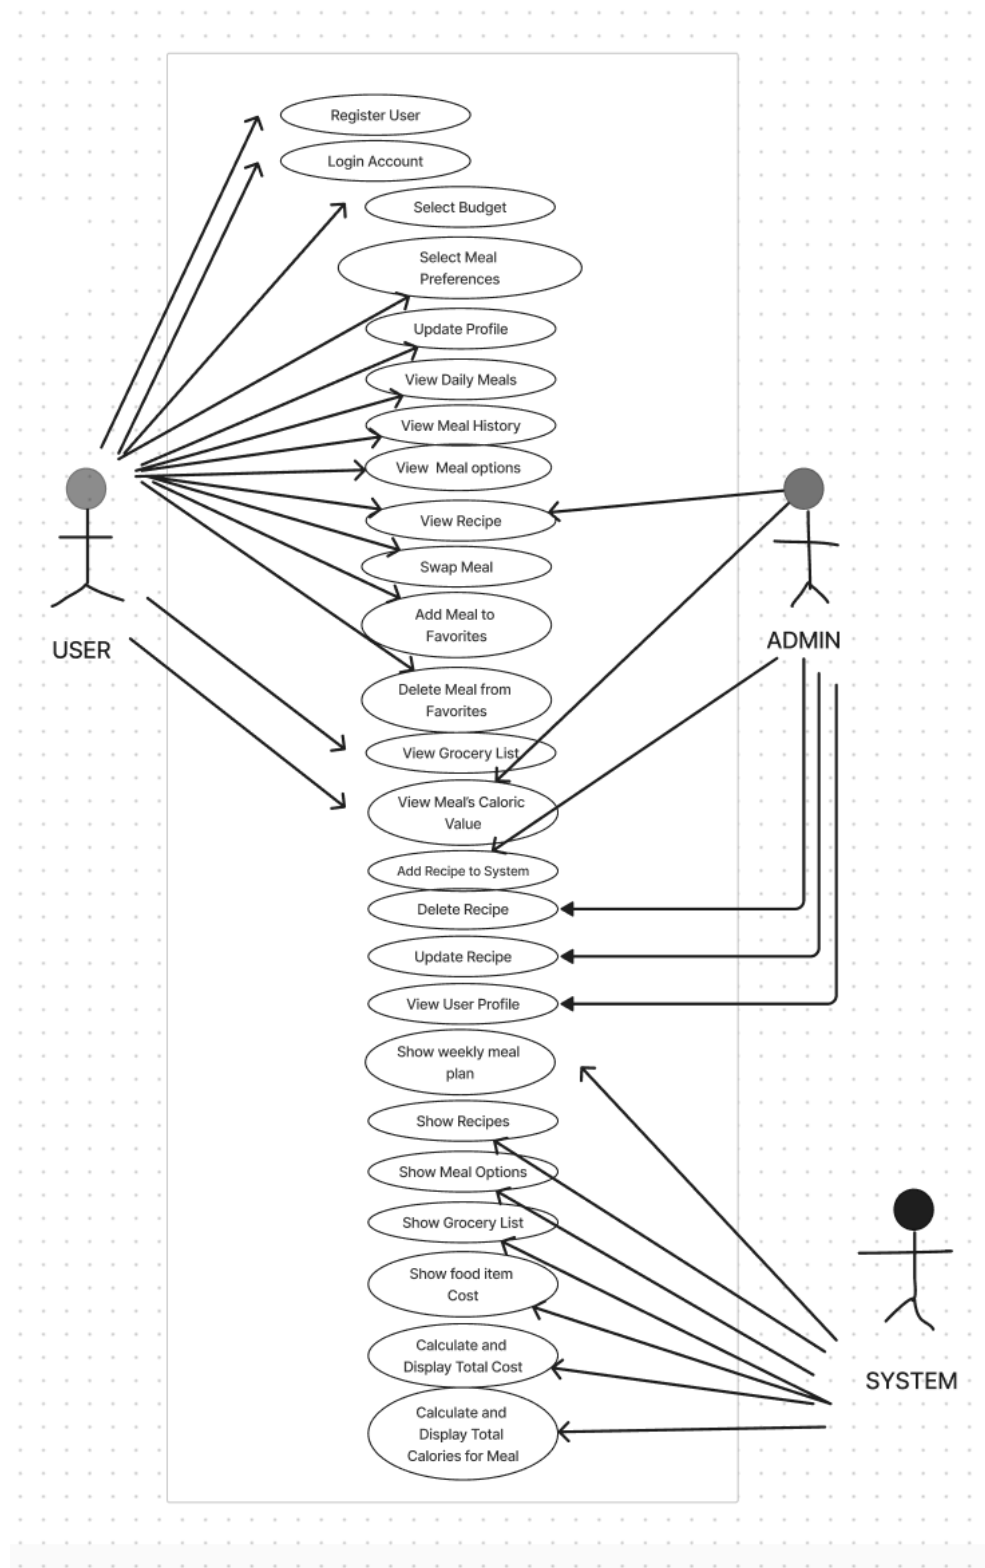 Register User
Login Account
Select Budget
Select Meal
Preferences
Update Profile
View Daily Meals
View Meal History
View Meal options
View Recipe
Swap Meal
Add Meal to
Favorites
USER
ADMIN
Delete Meal from
Favorites
View Grocery List
View Meal's Caloric
Value
Add Recipe to System
Delete Recipe
Update Recipe
View User Profile
Show weekly meal
plan
Show Recipes
Show Meal Options
Show Grocery List
Show food item
Cost
Calculate and
Display Total Cost
SYSTEM
Calculate and
Display Total
Calories for Meal